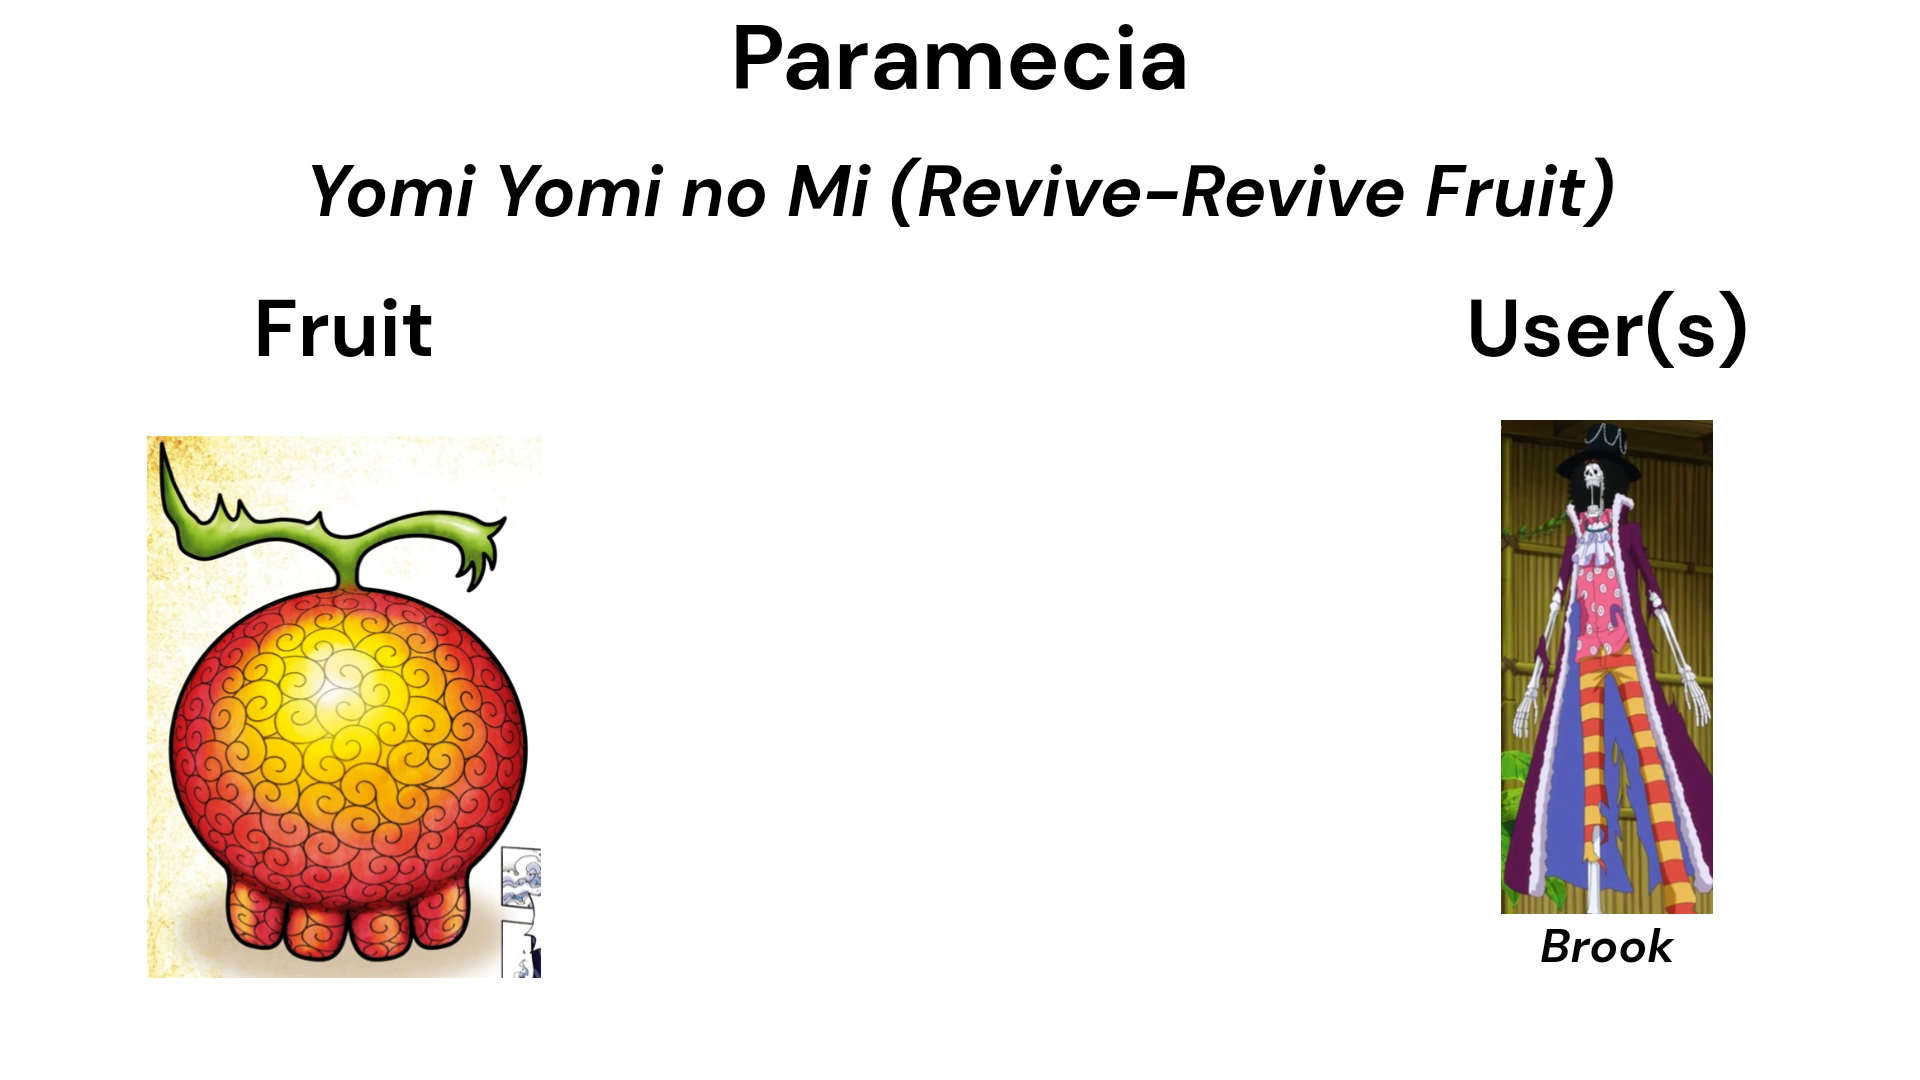 Paramecia
Yomi Yomi no Mi (Revive-Revive Fruit)
Fruit
User(s)
Brook